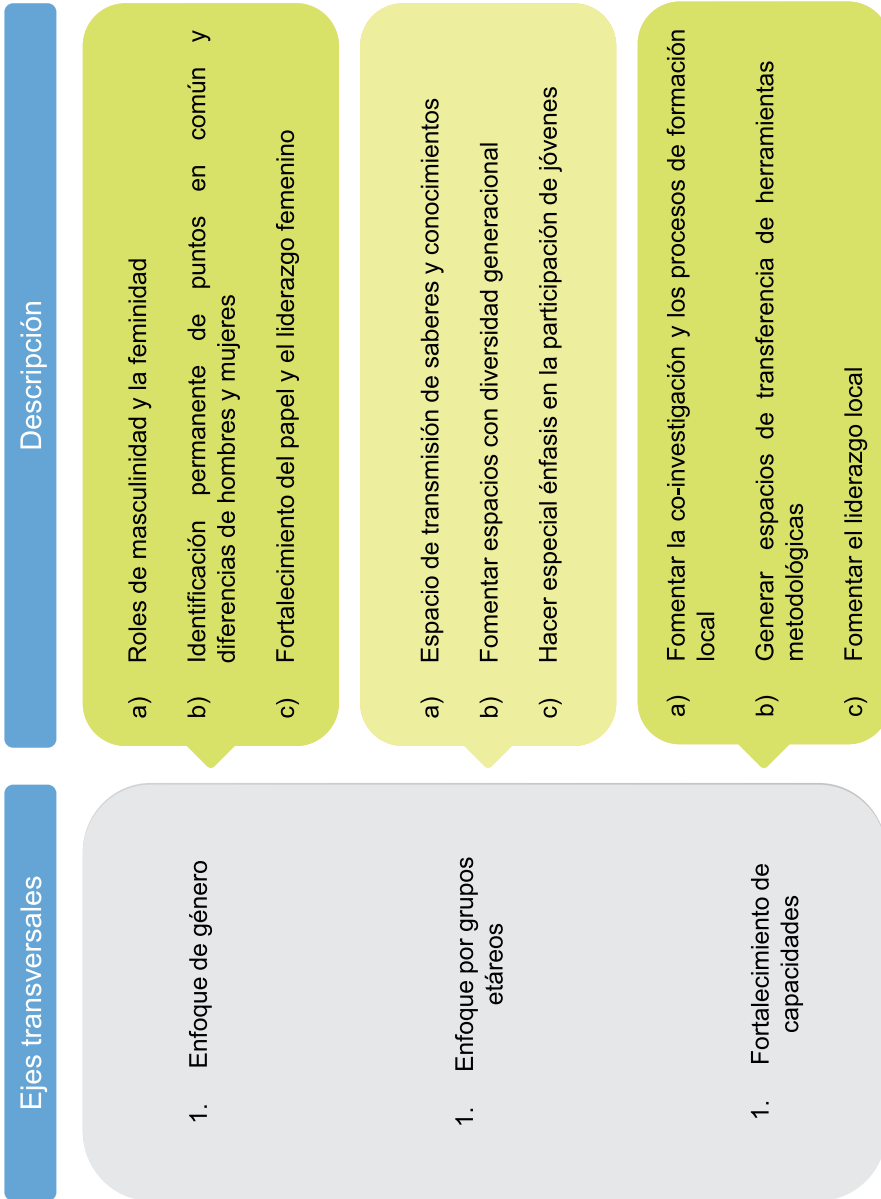 Ejes transversales
Descripción
1. Enfoque de género
a) Roles de masculinidad y la feminidad
b) Identificación permanente de puntos en común y
diferencias de hombres y mujeres
c) Fortalecimiento del papel y el liderazgo femenino
1. Enfoque por grupos
etáreos
a) Espacio de transmisión de saberes y conocimientos
b) Fomentar espacios con diversidad generacional
c) Hacer especial énfasis en la participación de jóvenes
1. Fortalecimiento de
capacidades
a) Fomentar la co-investigación y los procesos de formación
local
b) Generar espacios de transferencia de herramientas
metodológicas
c) Fomentar el liderazgo local